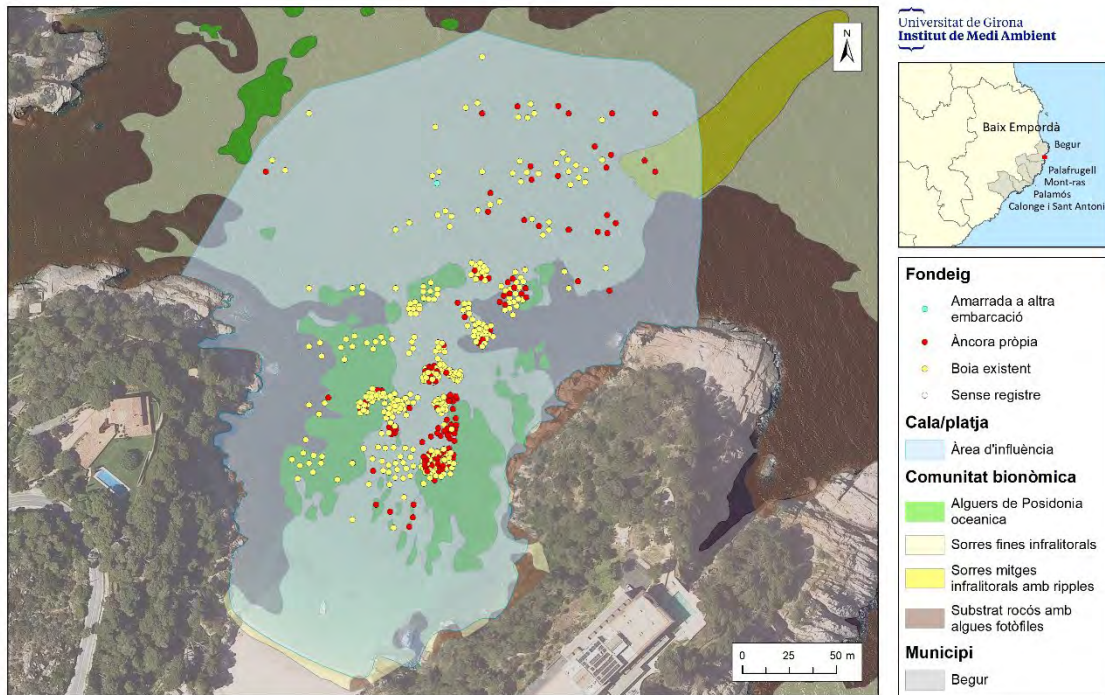 N
0 25 50 m
Universitat de Girona
Institut de Medi Ambient
Baix Empordà
Begur
Palafrugell
Mont-ras
Palamós
Calonge i Sant Antoni
Fondeig
Amarrada a altra
embarcació
Àncora pròpia
Boia existent
Sense registre
Cala/platja
Àrea d'influència
Comunitat bionòmica
Alguers de Posidonia
oceanica
Sorres fines infralitorals
Sorres mitges
infralitorals amb ripples
Substrat rocós amb
algues fotòfiles
Municipi
Begur